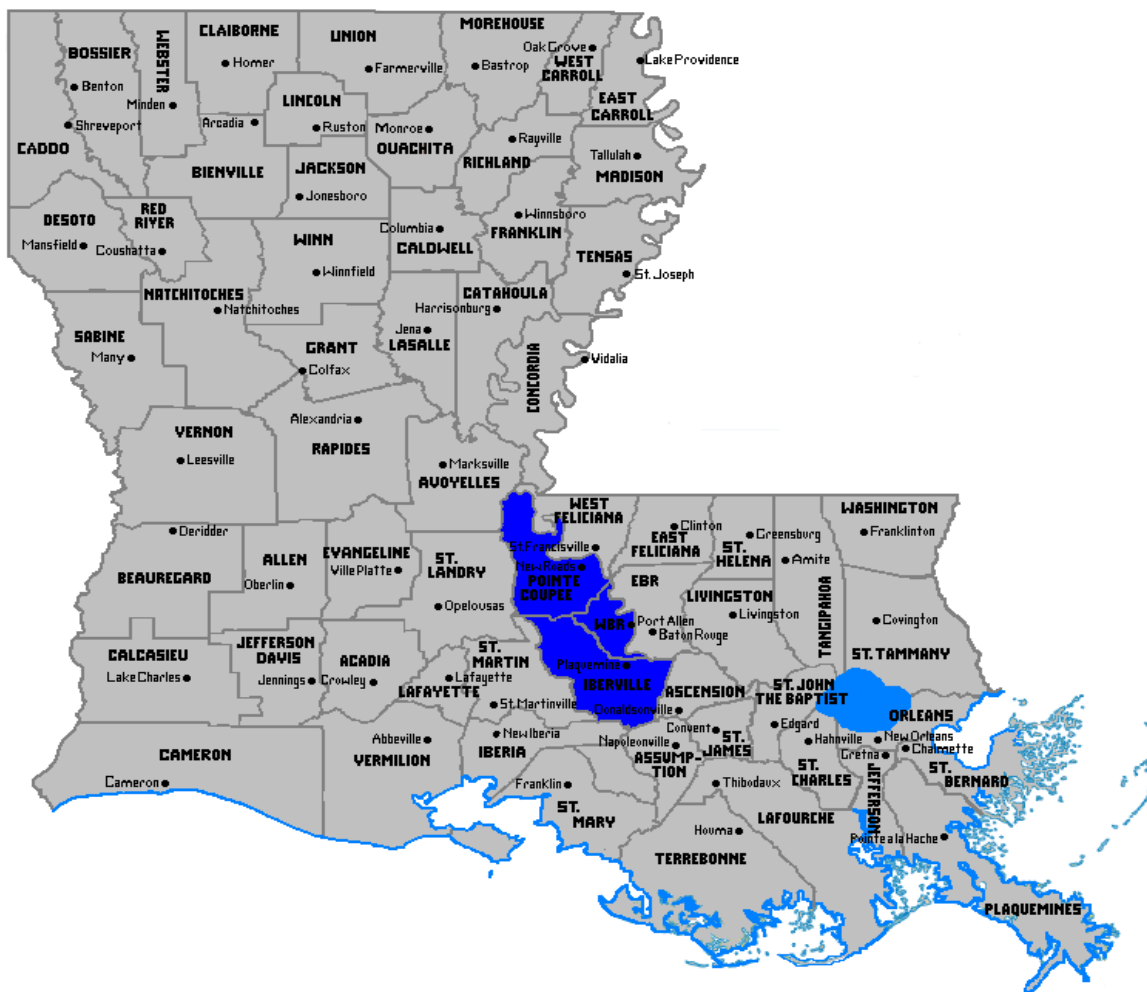 MOREHOUSE
CLAIBORNE
UNION
BOSSIER
WEBSTER
Homer
Farmerville
Bastrop
Oak Grove
WEST
CARROLL
Lake Providence
Benton
Minden
LINCOLN
EAST
CARROLL
Shreveport
Arcadia
Ruston
Monroe
OUACHITA
Rayville
CADDO
BIENVILLE
JACKSON
RICHLAND
Tallulah
MADISON
Jonesboro
DESOTO
RED
RIVER
Mansfield
Coushatta
WINN
Columbia
CALDWELL
Winnsboro
FRANKLIN
TENSAS
Winnfield
St. Joseph
NATCHITOCHES
Natchitoches
CATAHOULA
Harrisonburg
SABINE
Many
GRANT
Colfax
Jena
LASALLE
CONCORDIA
Vidalia
Alexandria
RAPIDES
VERNON
Leesville
Marksville
AVOYELLES
WEST
FELICIANA
WASHINGTON
Franklinton
Deridder
BEAUREGARD
ALLEN
Oberlin
EVANGELINE
Ville Platte
ST.
LANDRY
Opelousas
St. Francisville
New Roads
POINTE
COUPEE
Clinton
EAST
FELICIANA
Greensburg
ST.
HELENA
Amite
EBR
LIVINGSTON
Livingston
TANGIPAHOA
Covington
ST. TAMMANY
WBR
Port Allen
Baton Rouge
CALCASIEU
Lake Charles
JEFFERSON
DAVIS
Jennings
ACADIA
Crowley
LAFAYETTE
Lafayette
ST.
MARTIN
St. Martinville
Plaquemine
IBERVILLE
ASCENSION
Donaldsonville
ST. JOHN
THE BAPTIST
ORLEANS
New Orleans
Chalmette
CAMERON
Cameron
Abbeville
VERMILION
New Iberia
IBERIA
Napoleonville
ASSUMP-
TION
Convent
ST.
JAMES
Edgard
Hahnville
ST.
CHARLES
Gretna
JEFFERSON
ST.
BERNARD
Franklin
ST.
MARY
Thibodaux
LAFOURCHE
Houma
TERREBONNE
Pointe a la Hache
PLAQUEMINES